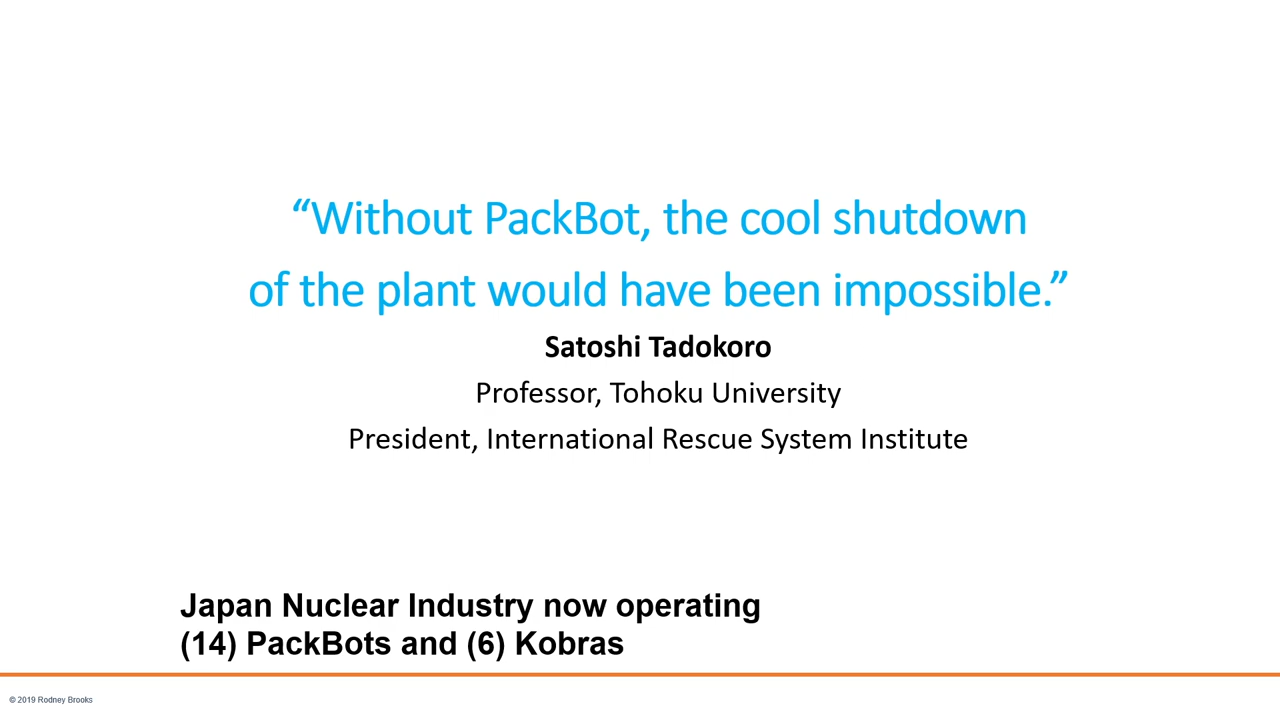 “Without PackBot, the cool shutdown
of the plant would have been impossible.”
Satoshi Tadokoro
Professor, Tohoku University
President, International Rescue System Institute
Japan Nuclear Industry now operating
(14) PackBots and (6) Kobras
© 2019 Rodney Brooks